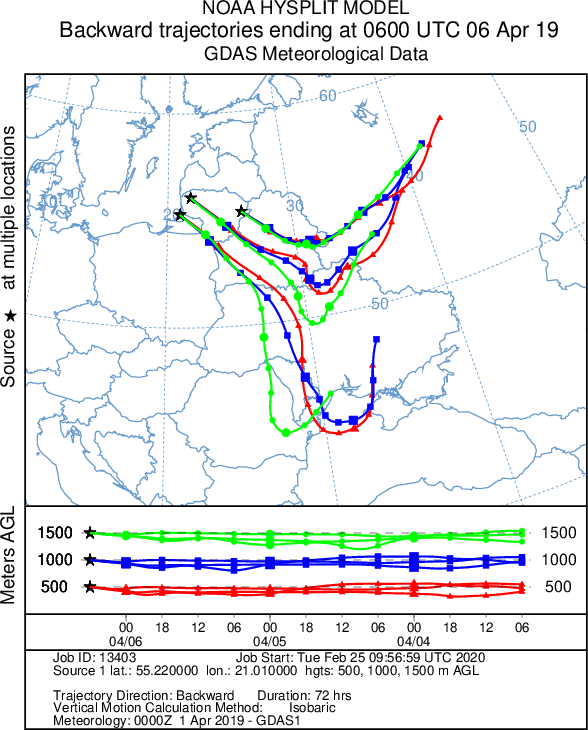 NOAA HYSPLIT MODEL
Backward trajectories ending at 0600 UTC 06 Apr 19
GDAS Meteorological Data
Source ★ at multiple locations
60
50
40
30
20
50
Meters AGL
1500 1500
1000 1000
500 500
00 18 12 06 00 18 12 06 00 18 12 06
04/06 04/05 04/04
Job ID: 13403 Job Start: Tue Feb 25 09:56:59 UTC 2020
Source 1 lat.: 55.220000 lon.: 21.010000 hgts: 500, 1000, 1500 m AGL
Trajectory Direction: Backward Duration: 72 hrs
Vertical Motion Calculation Method: Isobaric
Meteorology: 0000Z 1 Apr 2019 - GDAS1